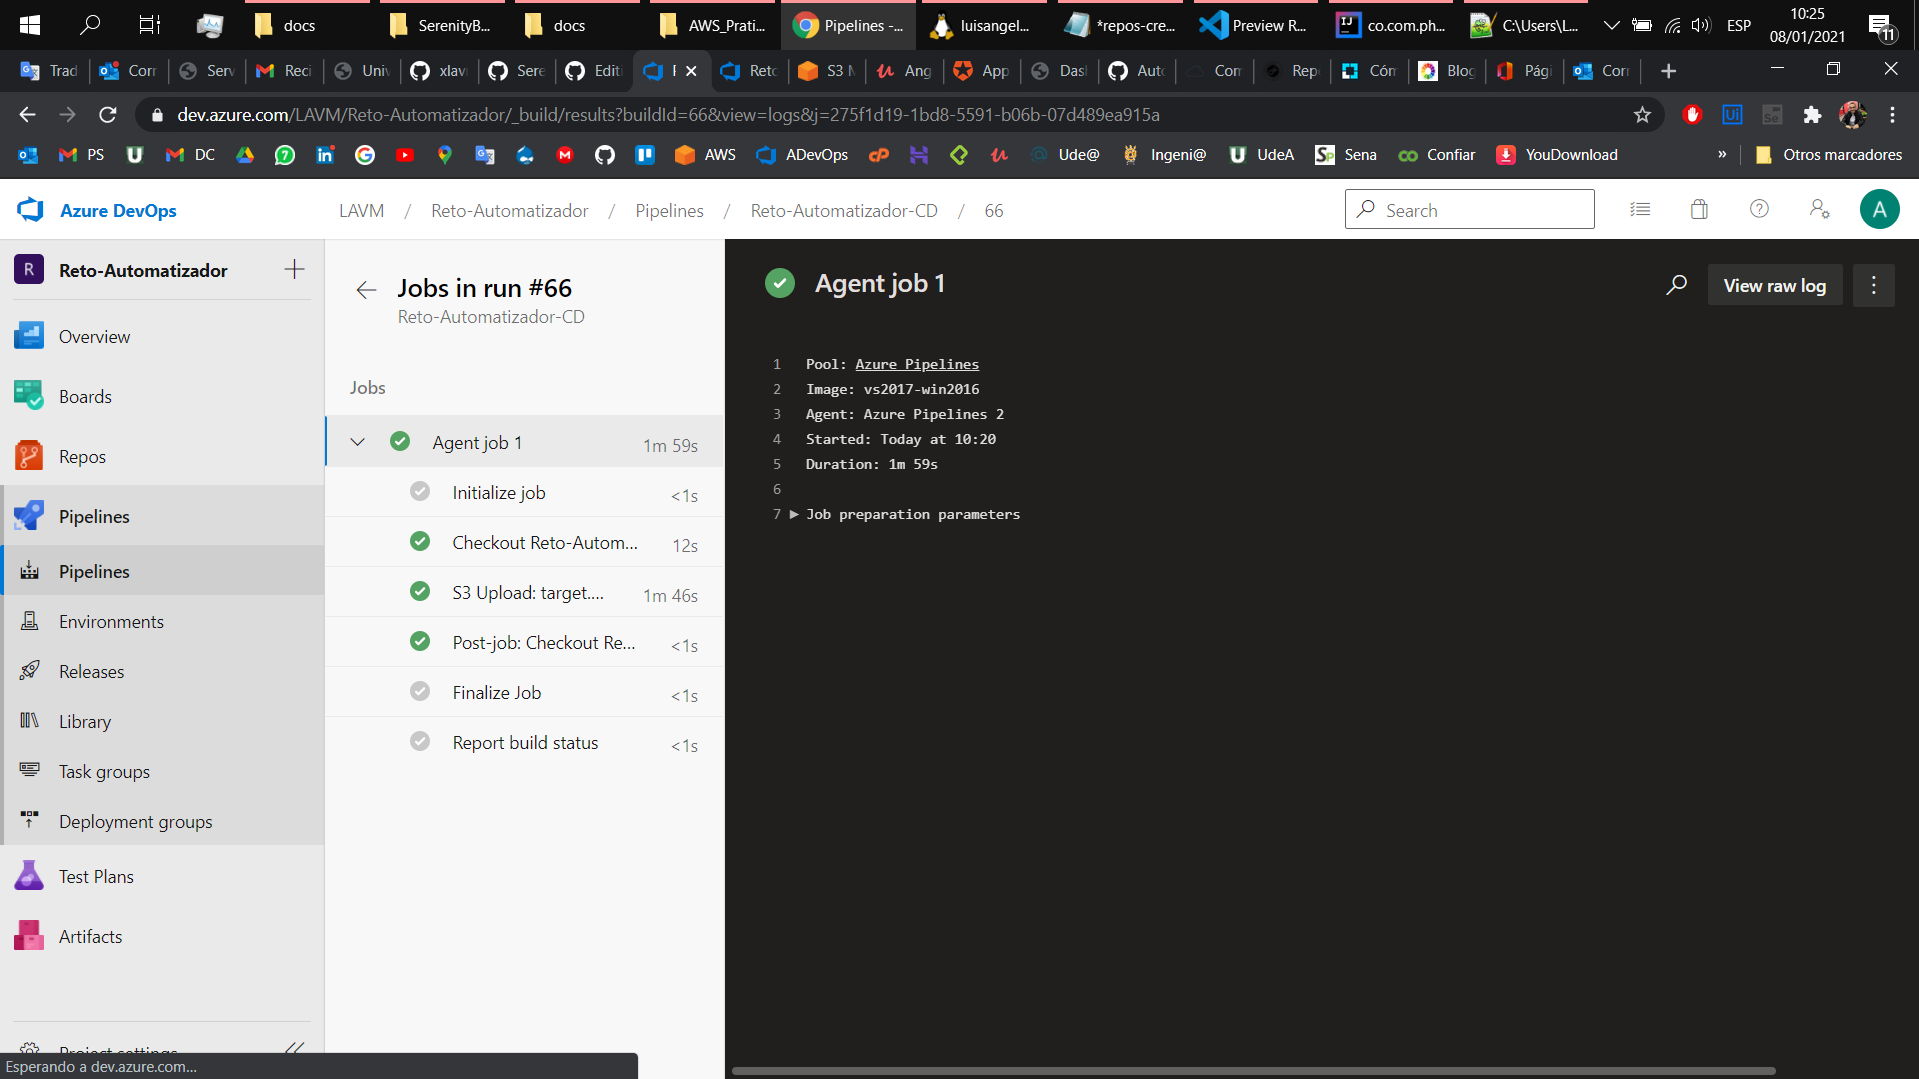 docs
SerenityB...
docs
AWS_Prati...
Pipelines -...
luisangel...
*repos-cre...
Preview R...
co.com.ph...
C:\Users\L...
ESP
10:25
08/01/2021
11
Trad
Corr
Serv
Reci
Univ
xlav
Sere
Editi
Reto
S3 M
Ang
App
Das
Auto
Com
Rep
Cóm
Blog
Pági
Corr
dev.azure.com/LAVM/Reto-Automatizador/_build/results?buildId=66&view=logs&j=275f1d19-1bd8-5591-b06b-07d489ea915a
PS
DC
AWS
ADevOps
Ude@
Ingeni@
UdeA
Sena
Confiar
YouDownload
»
Otros marcadores
Azure DevOps
LAVM / Reto-Automatizador / Pipelines / Reto-Automatizador-CD / 66
Search
A
R
Reto-Automatizador
Overview
Boards
Repos
Pipelines
Pipelines
Environments
Releases
Library
Task groups
Deployment groups
Test Plans
Artifacts
Project settings
Esperando a dev.azure.com...
Jobs in run #66
Reto-Automatizador-CD
Jobs
Agent job 1 1m 59s
Initialize job <1s
Checkout Reto-Autom... 12s
S3 Upload: target.... 1m 46s
Post-job: Checkout Re... <1s
Finalize Job <1s
Report build status <1s
Agent job 1
View raw log
1 Pool: Azure Pipelines
2 Image: vs2017-win2016
3 Agent: Azure Pipelines 2
4 Started: Today at 10:20
5 Duration: 1m 59s
6
7 Job preparation parameters